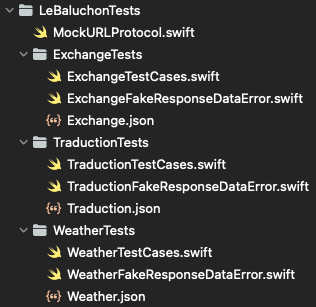 LeBaluchonTests
MockURLProtocol.swift
ExchangeTests
ExchangeTestCases.swift
ExchangeFakeResponseDataError.swift
Exchange.json
TraductionTests
TraductionTestCases.swift
TraductionFakeResponseDataError.swift
Traduction.json
WeatherTests
WeatherTestCases.swift
WeatherFakeResponseDataError.swift
Weather.json